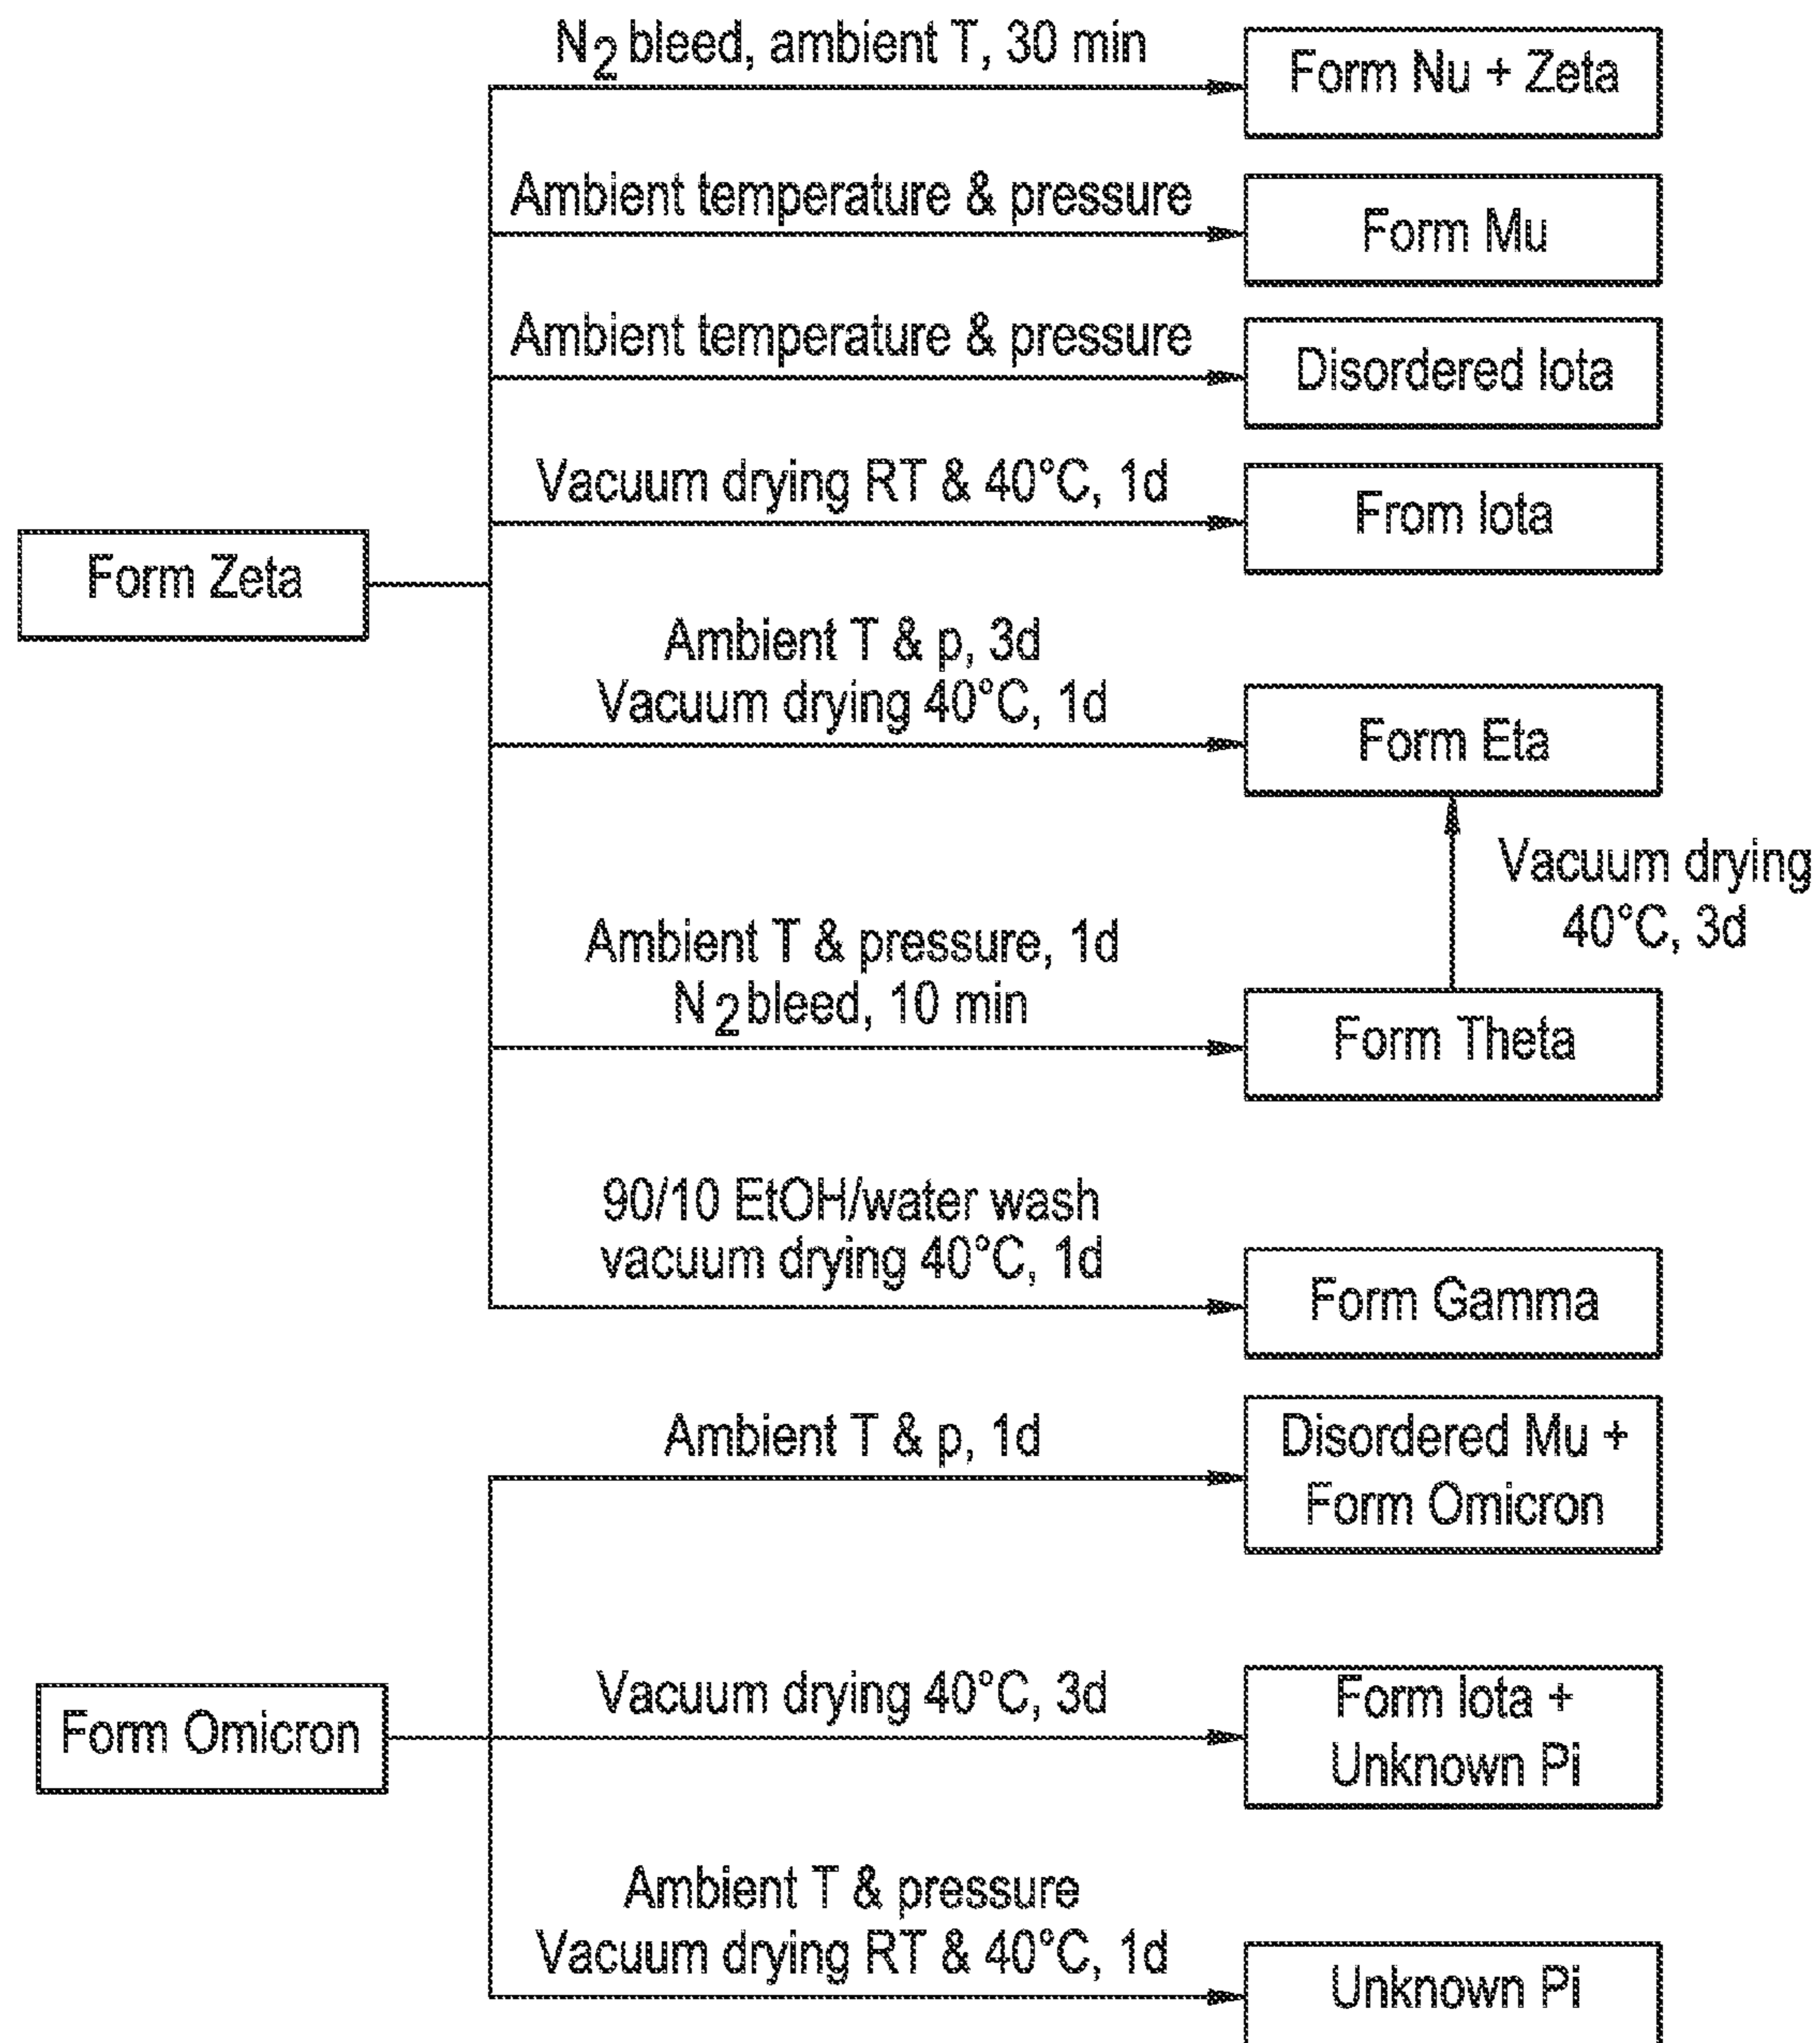 N2 bleed, ambient T, 30 min
Form Nu + Zeta
Ambient temperature & pressure
Form Mu
Ambient temperature & pressure
Disordered Iota
Vacuum drying RT & 40°C, 1d
From Iota
Form Zeta
Ambient T & p, 3d
Vacuum drying 40°C, 1d
Form Eta
Vacuum drying
40°C, 3d
Ambient T & pressure, 1d
N2 bleed, 10 min
Form Theta
90/10 EtOH/water wash
vacuum drying 40°C, 1d
Form Gamma
Ambient T & p, 1d
Disordered Mu +
Form Omicron
Form Omicron
Vacuum drying 40°C, 3d
Form Iota +
Unknown Pi
Ambient T & pressure
Vacuum drying RT & 40°C, 1d
Unknown Pi